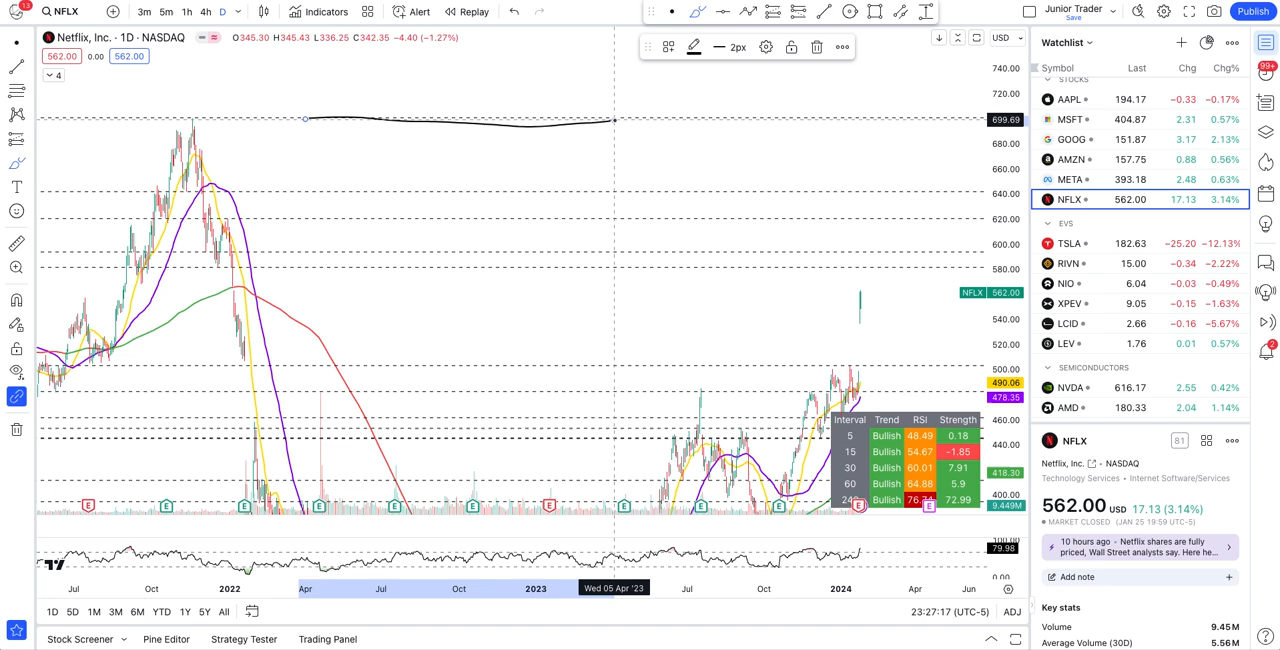 13 NFLX 3m 5m 1h 4h D Indicators Alert Replay Junior Trader Save Publish
Netflix, Inc. · 1D · NASDAQ O345.30 H345.43 L336.25 C342.35 −4.40 (−1.27%) USD
562.00 0.00 562.00
4
2px
740.00
720.00
699.69
680.00
660.00
640.00
620.00
600.00
580.00
NFLX 562.00
540.00
520.00
500.00
490.06
478.35
460.00
440.00
418.30
400.00
9.449M
Interval Trend RSI Strength
5 Bullish 48.49 0.18
15 Bullish 54.67 -1.85
30 Bullish 60.01 7.91
60 Bullish 64.88 5.9
240 Bullish 76.74 72.99
E E E E E E E E E E E E
100.00
79.98
0.00
Jul Oct 2022 Apr Jul Oct 2023 Wed 05 Apr '23 Jul Oct 2024 Apr Jun
1D 5D 1M 3M 6M YTD 1Y 5Y All 23:27:17 (UTC-5) ADJ
Stock Screener Pine Editor Strategy Tester Trading Panel
Watchlist
Symbol Last Chg Chg%
STOCKS
AAPL 194.17 −0.33 −0.17%
MSFT 404.87 2.31 0.57%
GOOG 151.87 3.17 2.13%
AMZN 157.75 0.88 0.56%
META 393.18 2.48 0.63%
NFLX 562.00 17.13 3.14%
EVS
TSLA 182.63 −25.20 −12.13%
RIVN 15.00 −0.34 −2.22%
NIO 6.04 −0.03 −0.49%
XPEV 9.05 −0.15 −1.63%
LCID 2.66 −0.16 −5.67%
LEV 1.76 0.01 0.57%
SEMICONDUCTORS
NVDA 616.17 2.55 0.42%
AMD 180.33 2.04 1.14%
NFLX 81
Netflix, Inc. · NASDAQ
Technology Services · Internet Software/Services
562.00 USD 17.13 (3.14%)
MARKET CLOSED (JAN 25 19:59 UTC-5)
10 hours ago · Netflix shares are fully
priced, Wall Street analysts say. Here he...
Add note
Key stats
Volume 9.45M
Average Volume (30D) 5.56M
99+
2